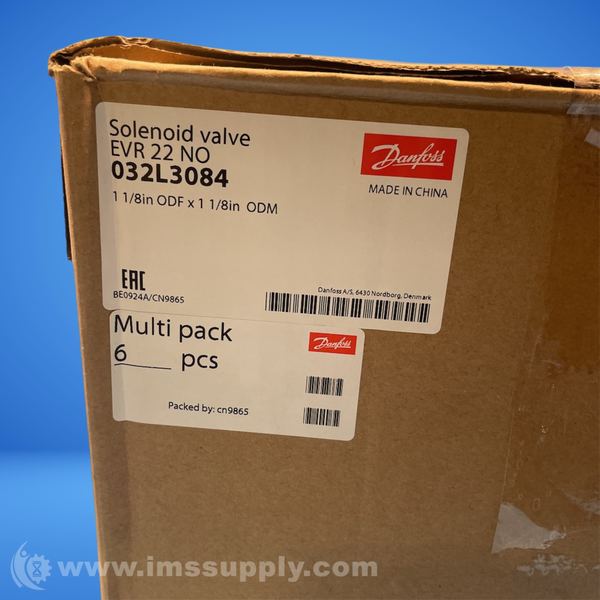 Solenoid valve
EVR 22 NO
032L3084
1 1/8in ODF x 1 1/8in ODM
Danfoss
MADE IN CHINA
EAC
BE0924A/CN9865
Danfoss A/S, 6430 Nordborg, Denmark
Multi pack
6 pcs
Danfoss
Packed by: cn9865
www.imssupply.com